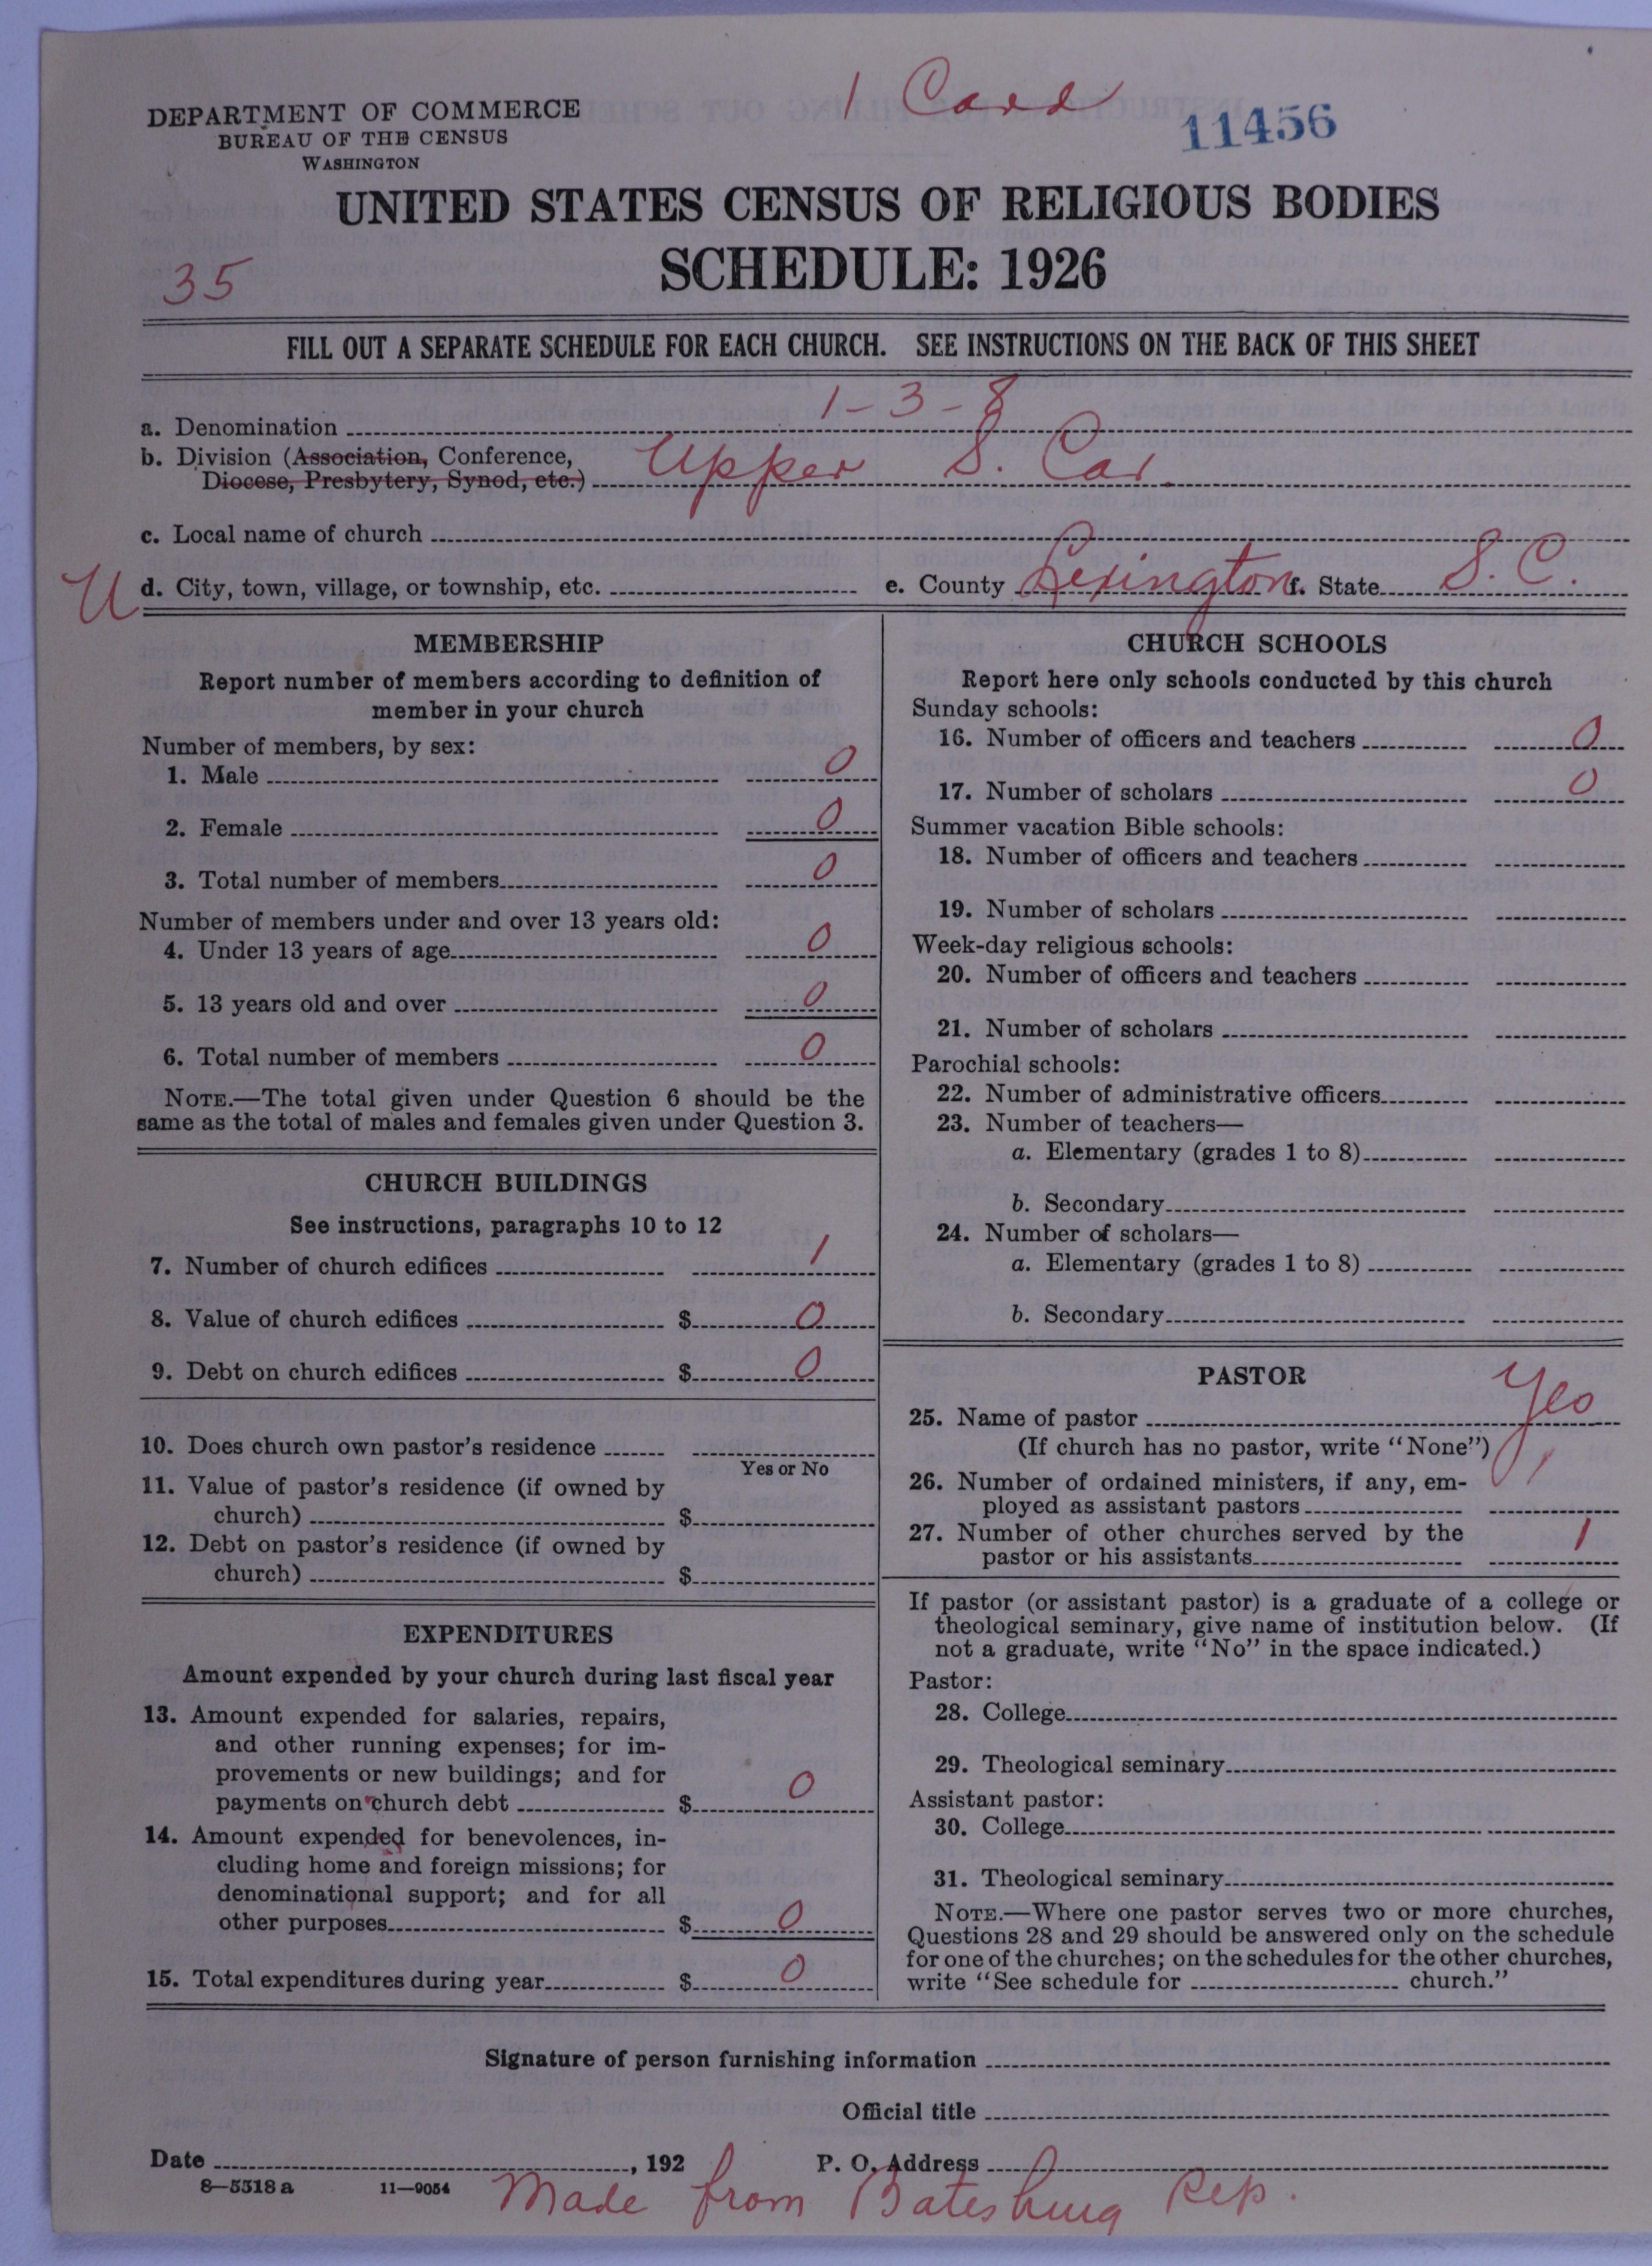 1 Card
11456
DEPARTMENT OF COMMERCE
BUREAU OF THE CENSUS
WASHINGTON
UNITED STATES CENSUS OF RELIGIOUS BODIES
SCHEDULE: 1926
35
FILL OUT A SEPARATE SCHEDULE FOR EACH CHURCH. SEE INSTRUCTIONS ON THE BACK OF THIS SHEET
a. Denomination 1-3-8
b. Division (Association, Conference, Diocese, Presbytery, Synod, etc.) Upper S. Car.
c. Local name of church
U d. City, town, village, or township, etc. e. County Lexington f. State S.C.
MEMBERSHIP
Report number of members according to definition of
member in your church
Number of members, by sex:
1. Male 0
2. Female 0
3. Total number of members 0
Number of members under and over 13 years old:
4. Under 13 years of age 0
5. 13 years old and over 0
6. Total number of members 0
NOTE.—The total given under Question 6 should be the
same as the total of males and females given under Question 3.
CHURCH BUILDINGS
See instructions, paragraphs 10 to 12
7. Number of church edifices 1
8. Value of church edifices $ 0
9. Debt on church edifices $ 0
10. Does church own pastor's residence
Yes or No
11. Value of pastor's residence (if owned by
church) $
12. Debt on pastor's residence (if owned by
church) $
EXPENDITURES
Amount expended by your church during last fiscal year
13. Amount expended for salaries, repairs,
and other running expenses; for im-
provements or new buildings; and for
payments on church debt $ 0
14. Amount expended for benevolences, in-
cluding home and foreign missions; for
denominational support; and for all
other purposes $ 0
15. Total expenditures during year $ 0
CHURCH SCHOOLS
Report here only schools conducted by this church
Sunday schools:
16. Number of officers and teachers 0
17. Number of scholars 0
Summer vacation Bible schools:
18. Number of officers and teachers
19. Number of scholars
Week-day religious schools:
20. Number of officers and teachers
21. Number of scholars
Parochial schools:
22. Number of administrative officers
23. Number of teachers—
a. Elementary (grades 1 to 8)
b. Secondary
24. Number of scholars—
a. Elementary (grades 1 to 8)
b. Secondary
PASTOR
25. Name of pastor Yes
(If church has no pastor, write "None")
26. Number of ordained ministers, if any, em-
ployed as assistant pastors
27. Number of other churches served by the
pastor or his assistants 1
If pastor (or assistant pastor) is a graduate of a college or
theological seminary, give name of institution below. (If
not a graduate, write "No" in the space indicated.)
Pastor:
28. College
29. Theological seminary
Assistant pastor:
30. College
31. Theological seminary
NOTE.—Where one pastor serves two or more churches,
Questions 28 and 29 should be answered only on the schedule
for one of the churches; on the schedules for the other churches,
write "See schedule for church."
Signature of person furnishing information
Official title
Date , 192 P. O. Address
8—5518 a 11—9054
Made from Batesburg Rep.